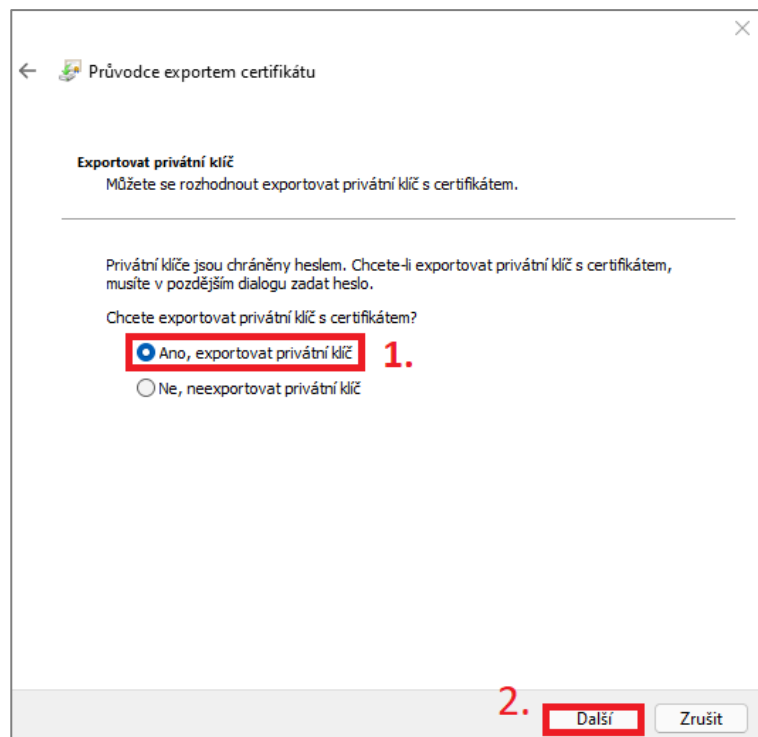 Průvodce exportem certifikátu
Exportovat privátní klíč
Můžete se rozhodnout exportovat privátní klíč s certifikátem.
Privátní klíče jsou chráněny heslem. Chcete-li exportovat privátní klíč s certifikátem,
musíte v pozdějším dialogu zadat heslo.
Chcete exportovat privátní klíč s certifikátem?
Ano, exportovat privátní klíč 1.
Ne, neexportovat privátní klíč
2. Další Zrušit